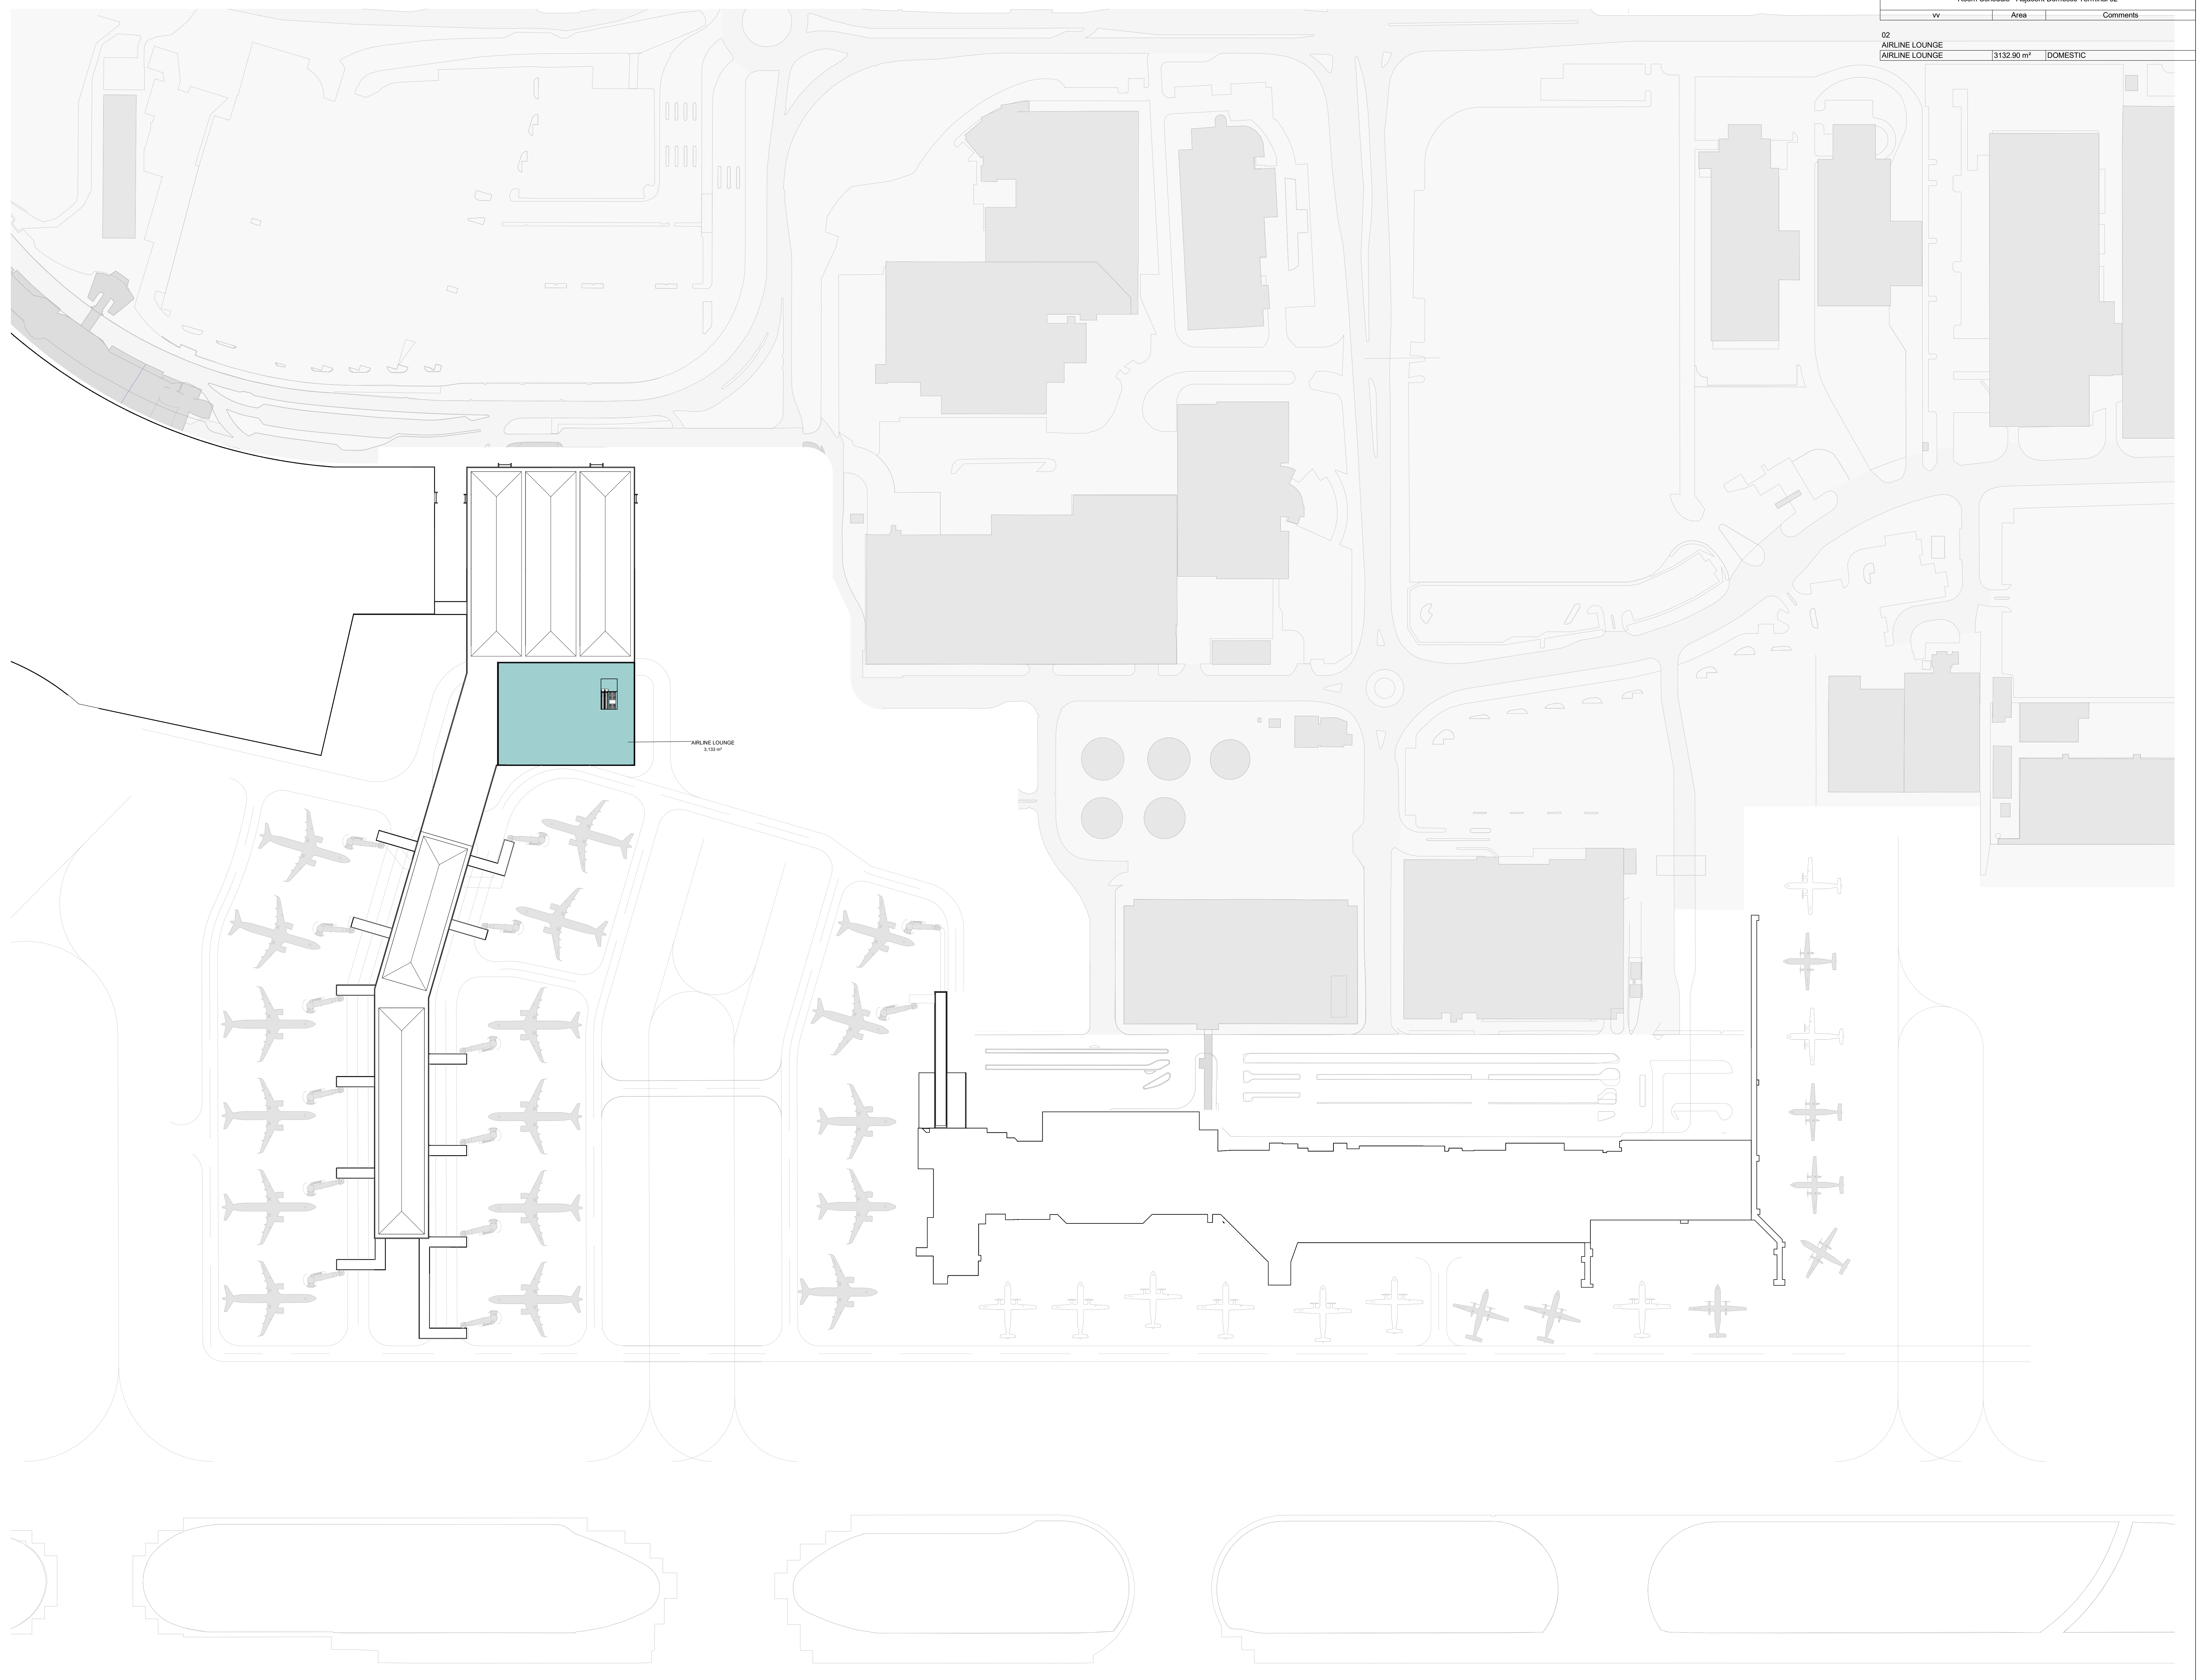 vv Area Comments
02
AIRLINE LOUNGE
AIRLINE LOUNGE 3132.90 m² DOMESTIC
AIRLINE LOUNGE
3,133 m²